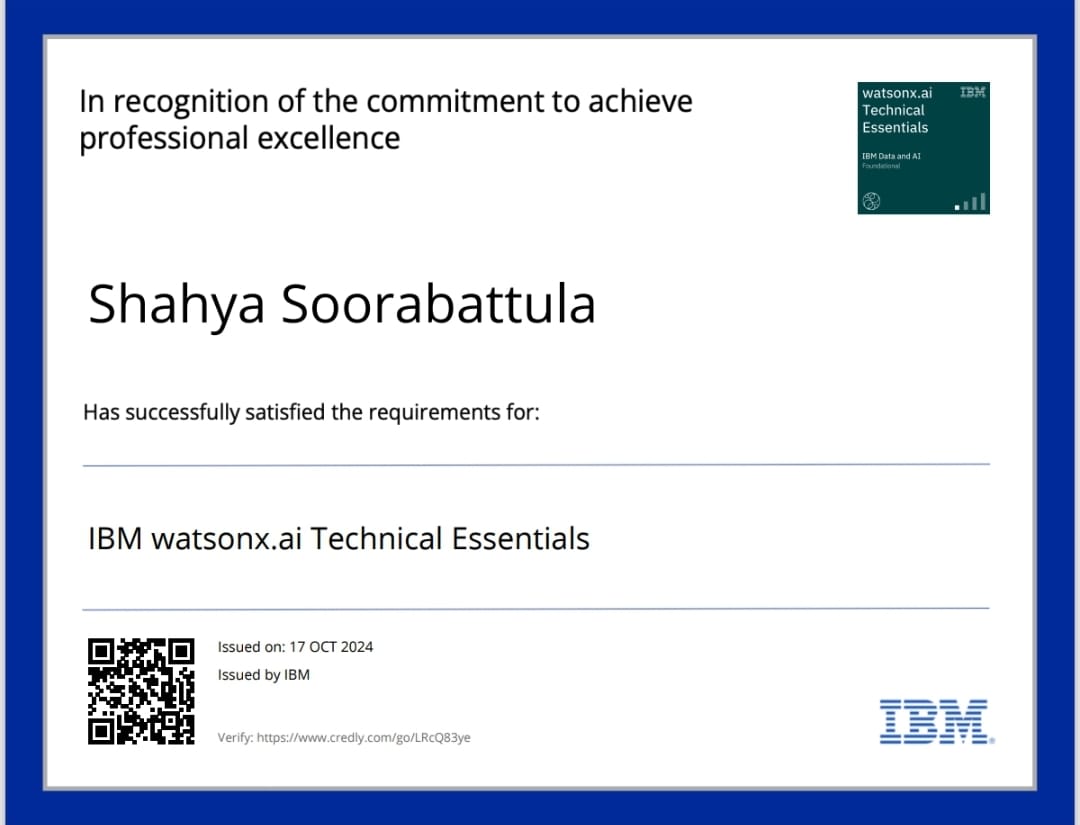 In recognition of the commitment to achieve
professional excellence
watsonx.ai
IBM
Technical
Essentials
IBM Data and AI
Foundational
Shahya Soorabattula
Has successfully satisfied the requirements for:
IBM watsonx.ai Technical Essentials
Issued on: 17 OCT 2024
Issued by IBM
Verify: https://www.credly.com/go/LRcQ83ye
IBM®